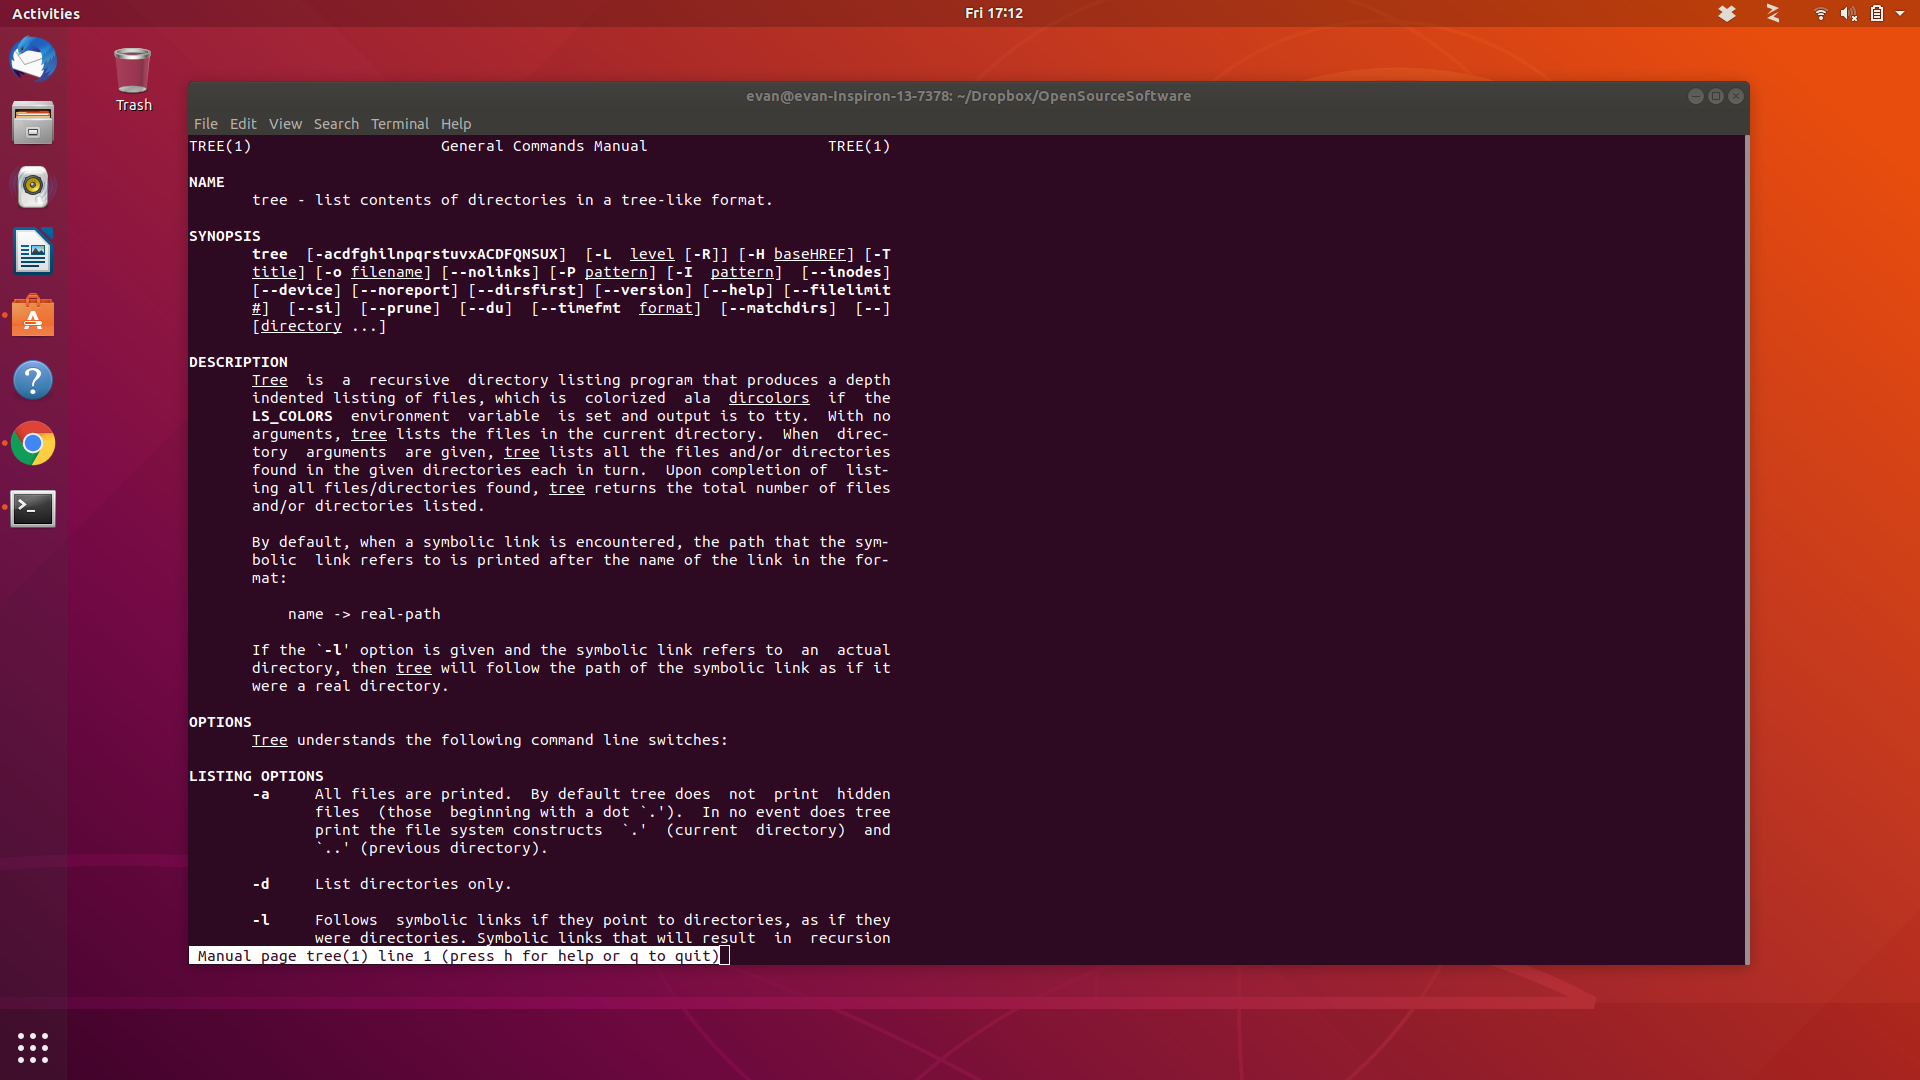 Activities
Fri 17:12
Trash
evan@evan-Inspiron-13-7378: ~/Dropbox/OpenSourceSoftware
File Edit View Search Terminal Help
TREE(1)                     General Commands Manual                    TREE(1)
NAME
tree - list contents of directories in a tree-like format.
SYNOPSIS
tree  [-acdfghilnpqrstuvxACDFQNSUX]  [-L  level [-R]] [-H baseHREF] [-T
title] [-o filename] [--nolinks] [-P pattern] [-I  pattern]  [--inodes]
[--device] [--noreport] [--dirsfirst] [--version] [--help] [--filelimit
#]  [--si]  [--prune]  [--du]  [--timefmt  format]  [--matchdirs]  [--]
[directory ...]
DESCRIPTION
Tree  is  a  recursive  directory listing program that produces a depth
indented listing of files, which is  colorized  ala  dircolors  if  the
LS_COLORS  environment  variable  is set and output is to tty.  With no
arguments, tree lists the files in the current directory.  When  direc-
tory  arguments  are given, tree lists all the files and/or directories
found in the given directories each in turn.  Upon completion of  list-
ing all files/directories found, tree returns the total number of files
and/or directories listed.
By default, when a symbolic link is encountered, the path that the sym-
bolic  link refers to is printed after the name of the link in the for-
mat:
name -> real-path
If the `-l' option is given and the symbolic link refers to  an  actual
directory, then tree will follow the path of the symbolic link as if it
were a real directory.
OPTIONS
Tree understands the following command line switches:
LISTING OPTIONS
-a     All files are printed.  By default tree does  not  print  hidden
files  (those  beginning with a dot `.').  In no event does tree
print the file system constructs  `.'  (current  directory)  and
`..' (previous directory).
-d     List directories only.
-l     Follows  symbolic links if they point to directories, as if they
were directories. Symbolic links that will result  in  recursion
Manual page tree(1) line 1 (press h for help or q to quit)